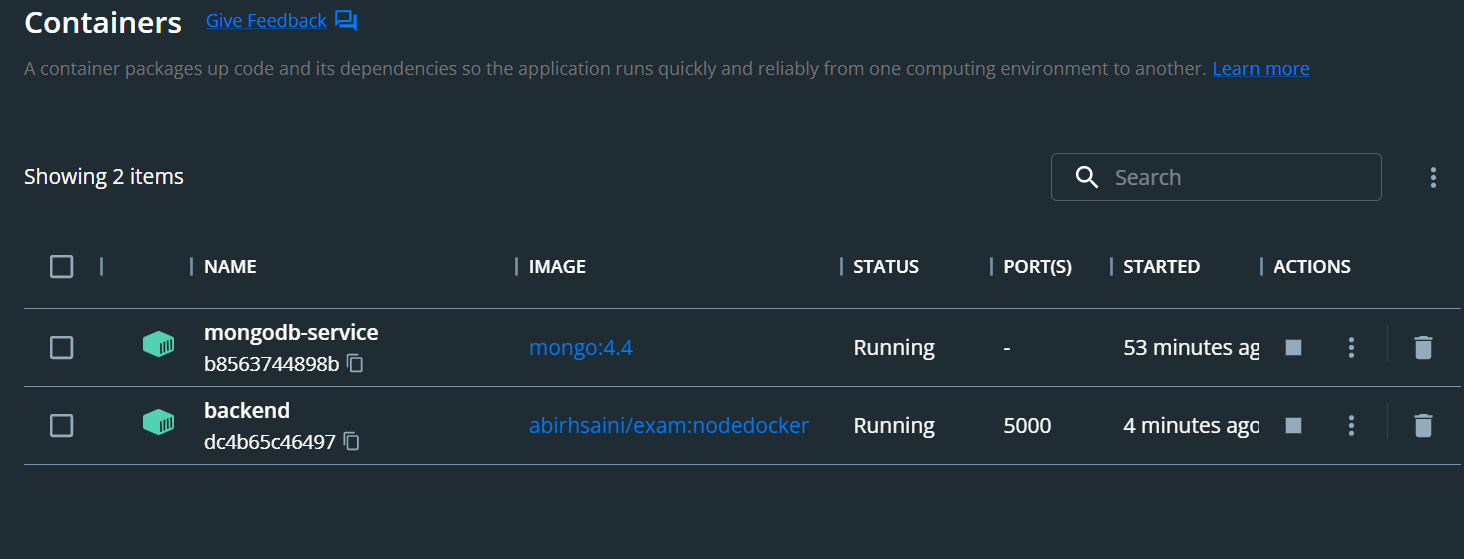 Containers Give Feedback
A container packages up code and its dependencies so the application runs quickly and reliably from one computing environment to another. Learn more
Showing 2 items
Search
NAME IMAGE STATUS PORT(S) STARTED ACTIONS
mongodb-service
b8563744898b
mongo:4.4 Running - 53 minutes ag
backend
dc4b65c46497
abirhsaini/exam:nodedocker Running 5000 4 minutes ago